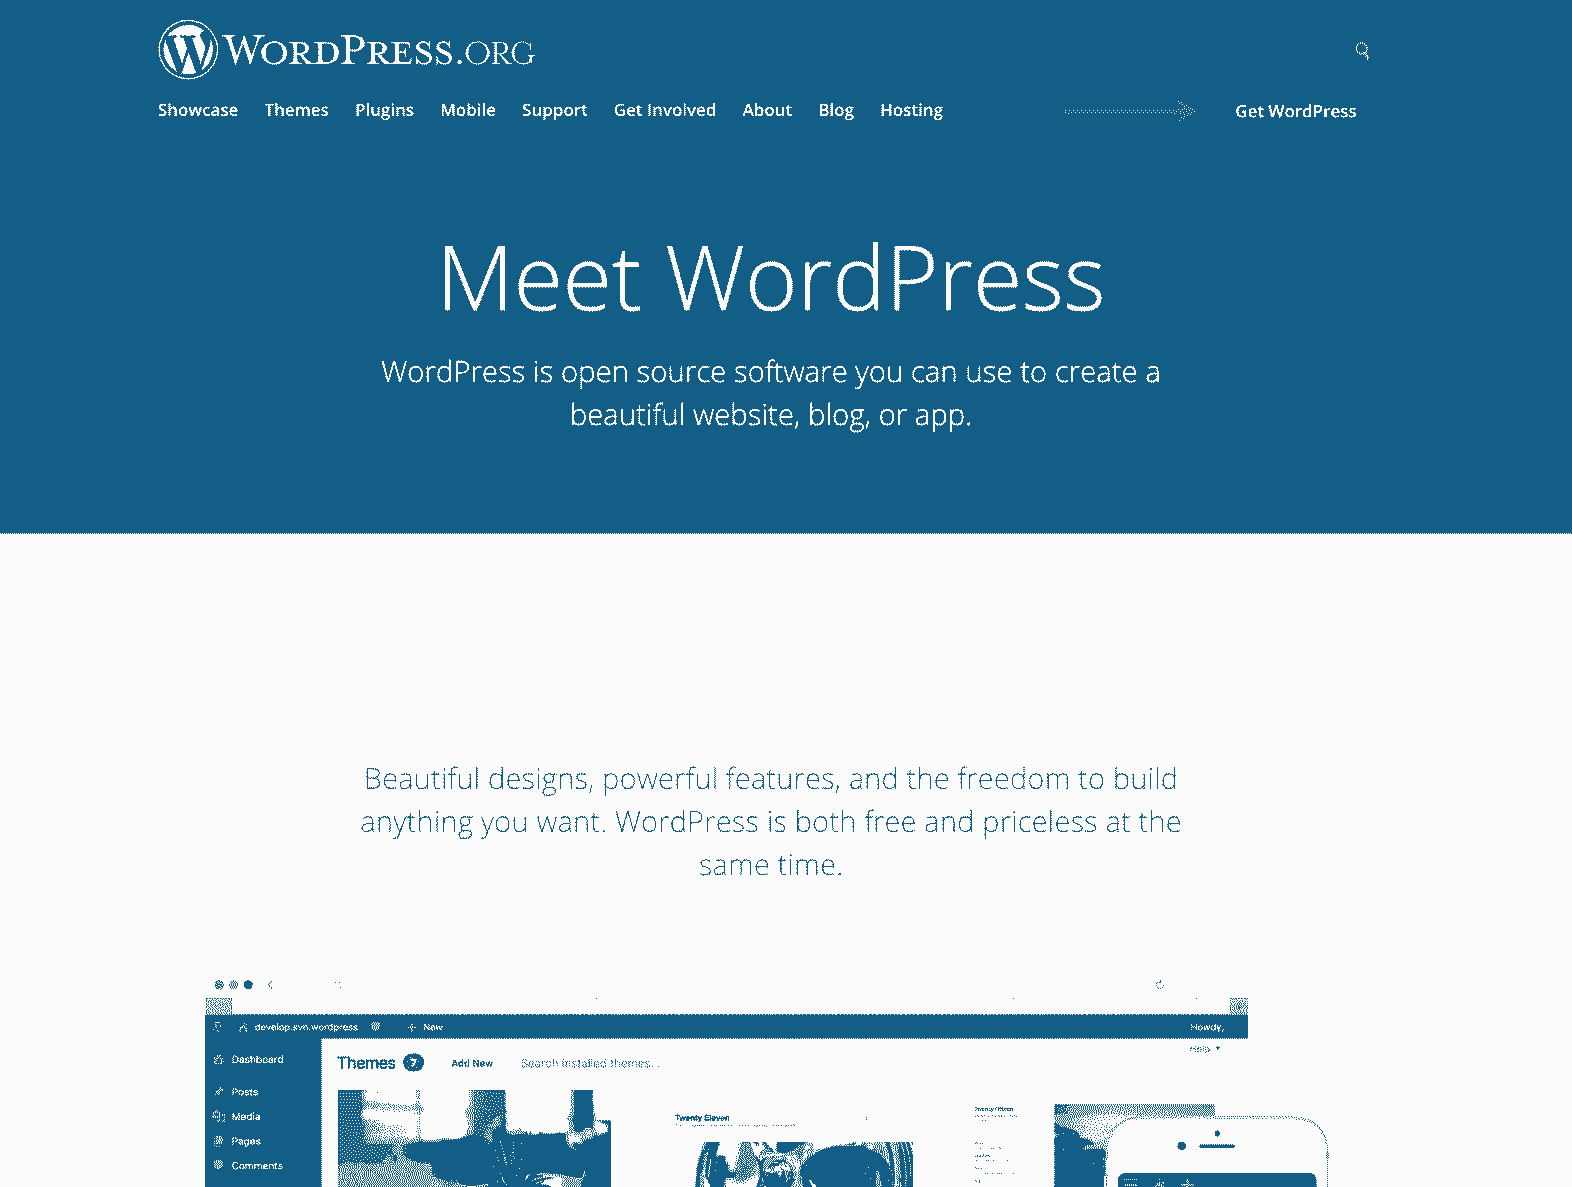 WORDPRESS.ORG
Showcase Themes Plugins Mobile Support Get Involved About Blog Hosting Get WordPress
Meet WordPress
WordPress is open source software you can use to create a
beautiful website, blog, or app.
Beautiful designs, powerful features, and the freedom to build
anything you want. WordPress is both free and priceless at the
same time.
develop.svn.wordpress New Howdy,
Help
Dashboard
Themes 7 Add New Search installed themes...
Posts
Media
Pages
Comments
Twenty Eleven